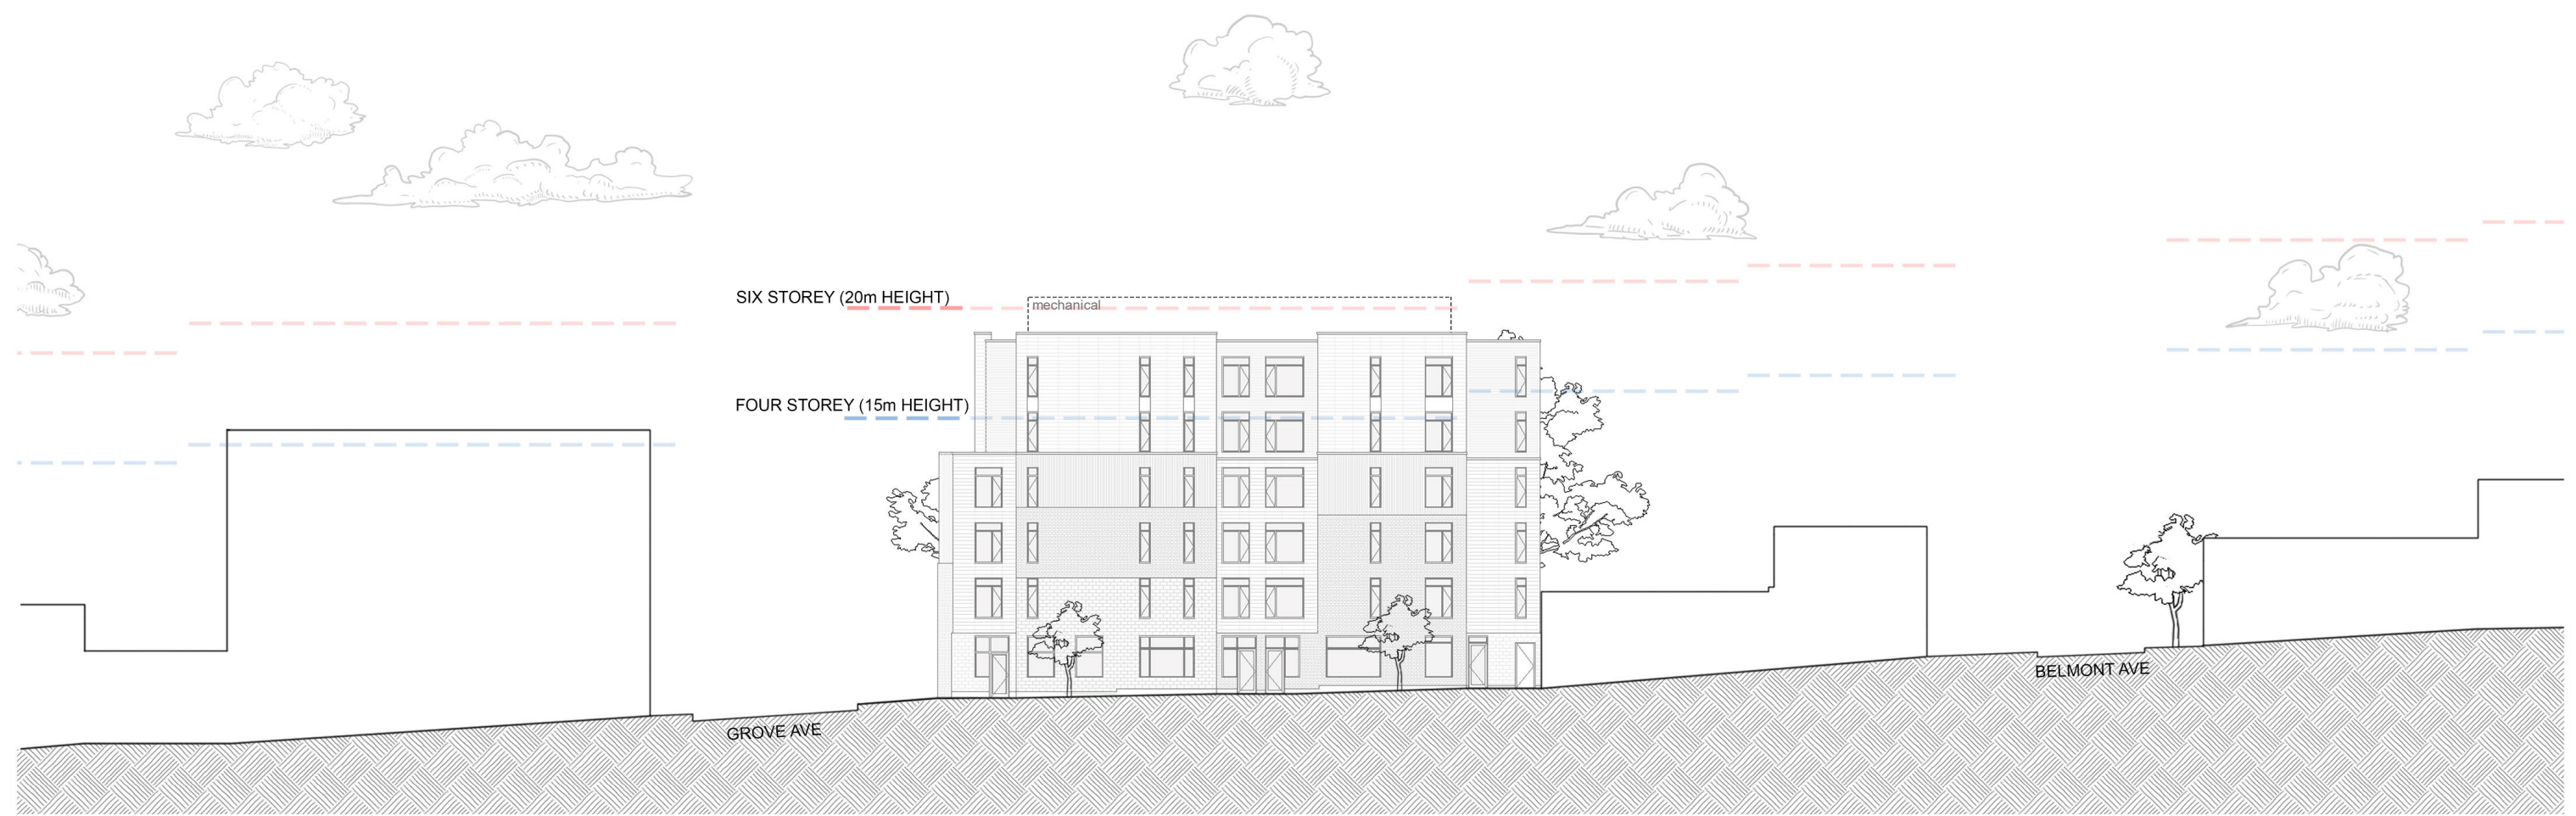 SIX STOREY (20m HEIGHT)
mechanical
FOUR STOREY (15m HEIGHT)
BELMONT AVE
GROVE AVE